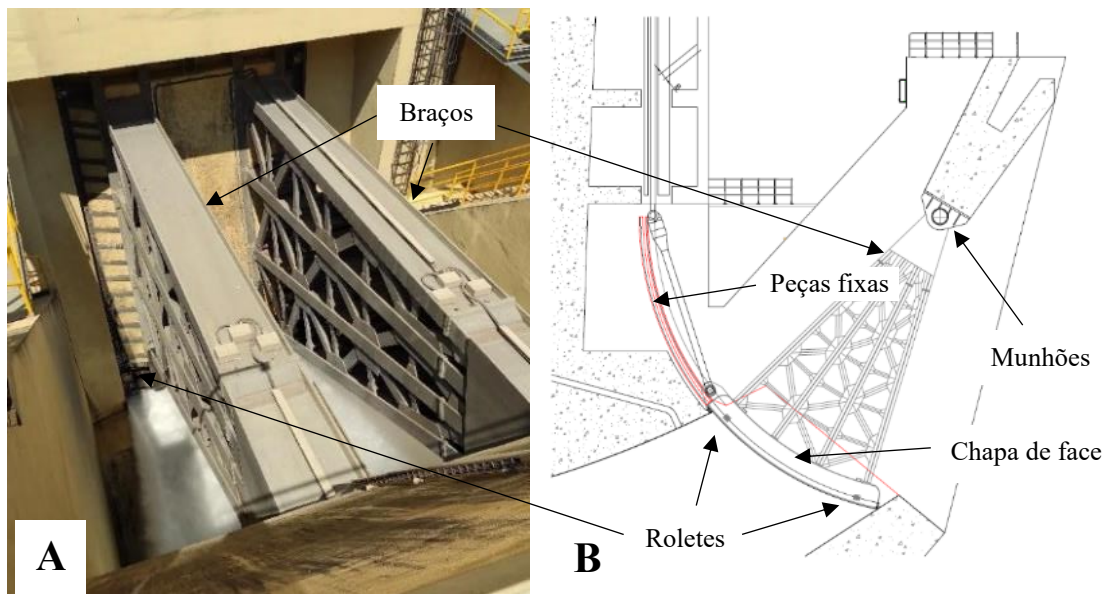 Braços
Peças fixas
Munhões
Chapa de face
Roletes
A
B